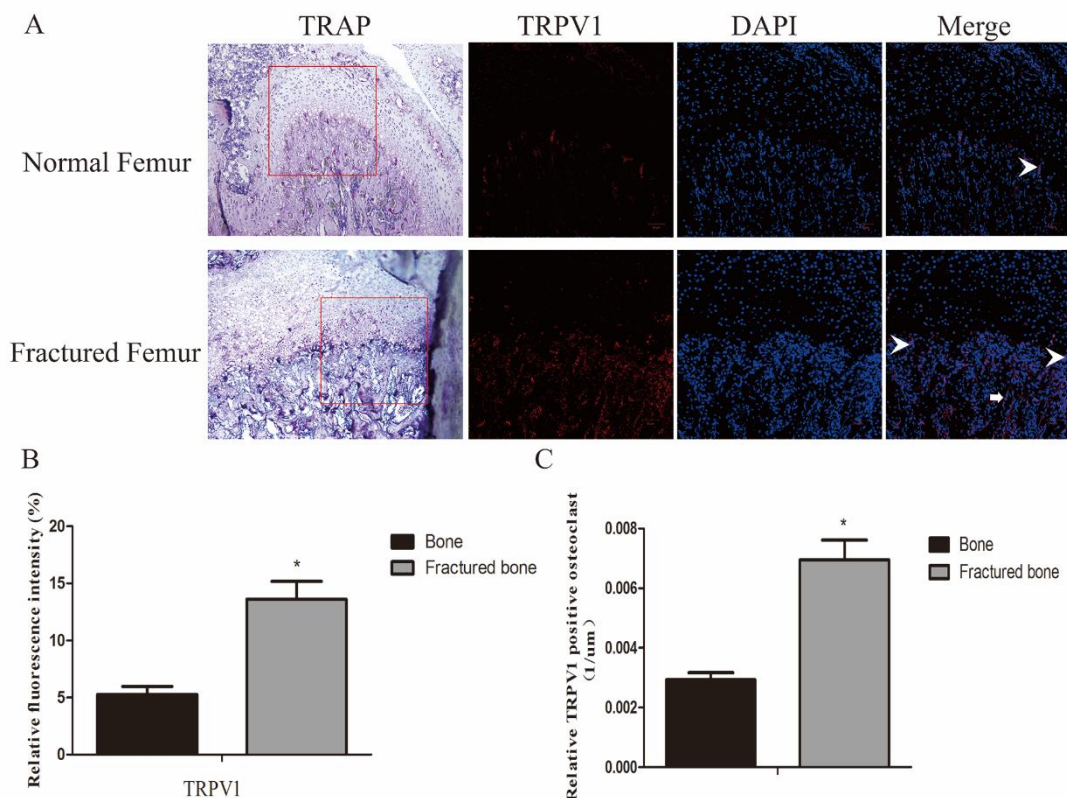 A
TRAP TRPV1 DAPI Merge
Normal Femur
Fractured Femur
B
Relative fluorescence intensity (%)
20
15
10
5
0
TRPV1
Bone
Fractured bone
*
C
Relative TRPV1 positive osteoclast
(1/um)
0.008
0.006
0.004
0.002
0.000
Bone
Fractured bone
*